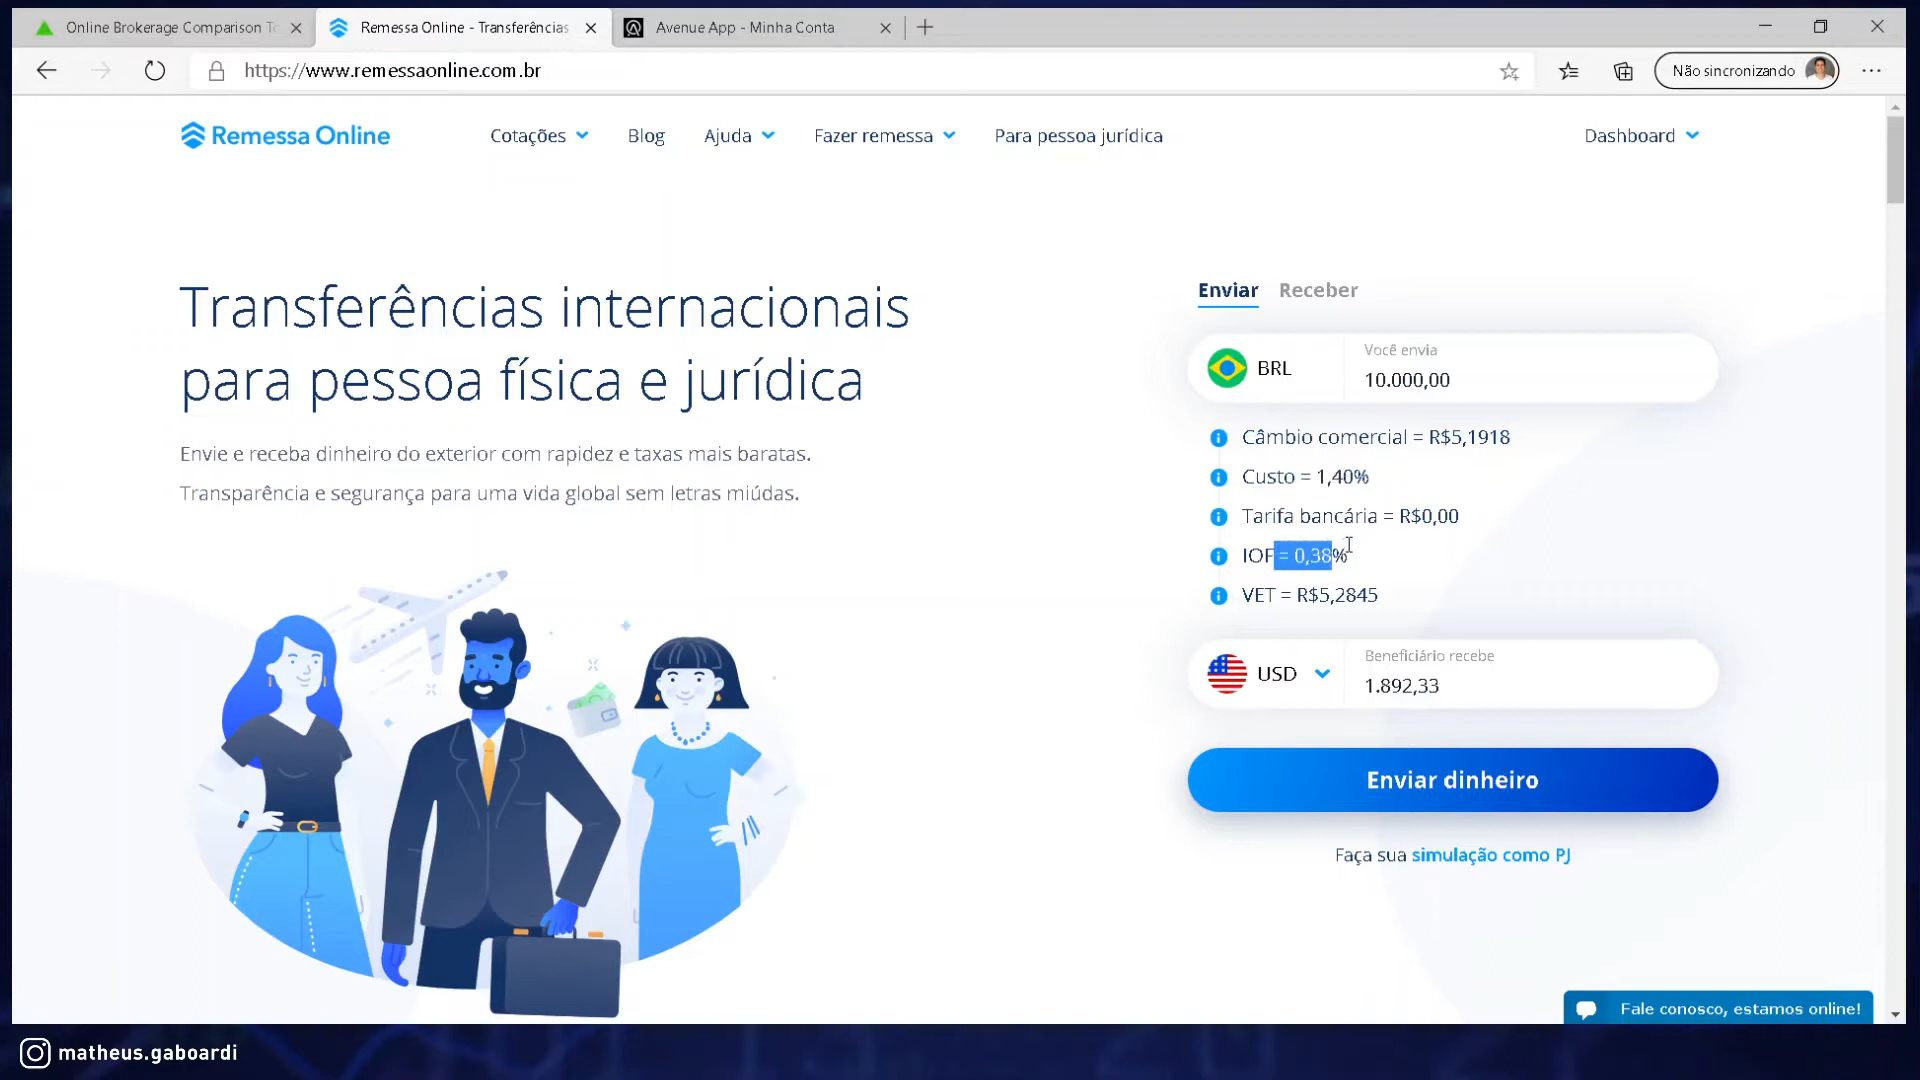 Online Brokerage Comparison To
Remessa Online - Transferências
Avenue App - Minha Conta
https://www.remessaonline.com.br
Não sincronizando
Remessa Online
Cotações
Blog
Ajuda
Fazer remessa
Para pessoa jurídica
Dashboard
Transferências internacionais
para pessoa física e jurídica
Envie e receba dinheiro do exterior com rapidez e taxas mais baratas.
Transparência e segurança para uma vida global sem letras miúdas.
Enviar Receber
Você envia
BRL 10.000,00
Câmbio comercial = R$5,1918
Custo = 1,40%
Tarifa bancária = R$0,00
IOF = 0,38%
VET = R$5,2845
Beneficiário recebe
USD 1.892,33
Enviar dinheiro
Faça sua simulação como PJ
Fale conosco, estamos online!
matheus.gaboardi